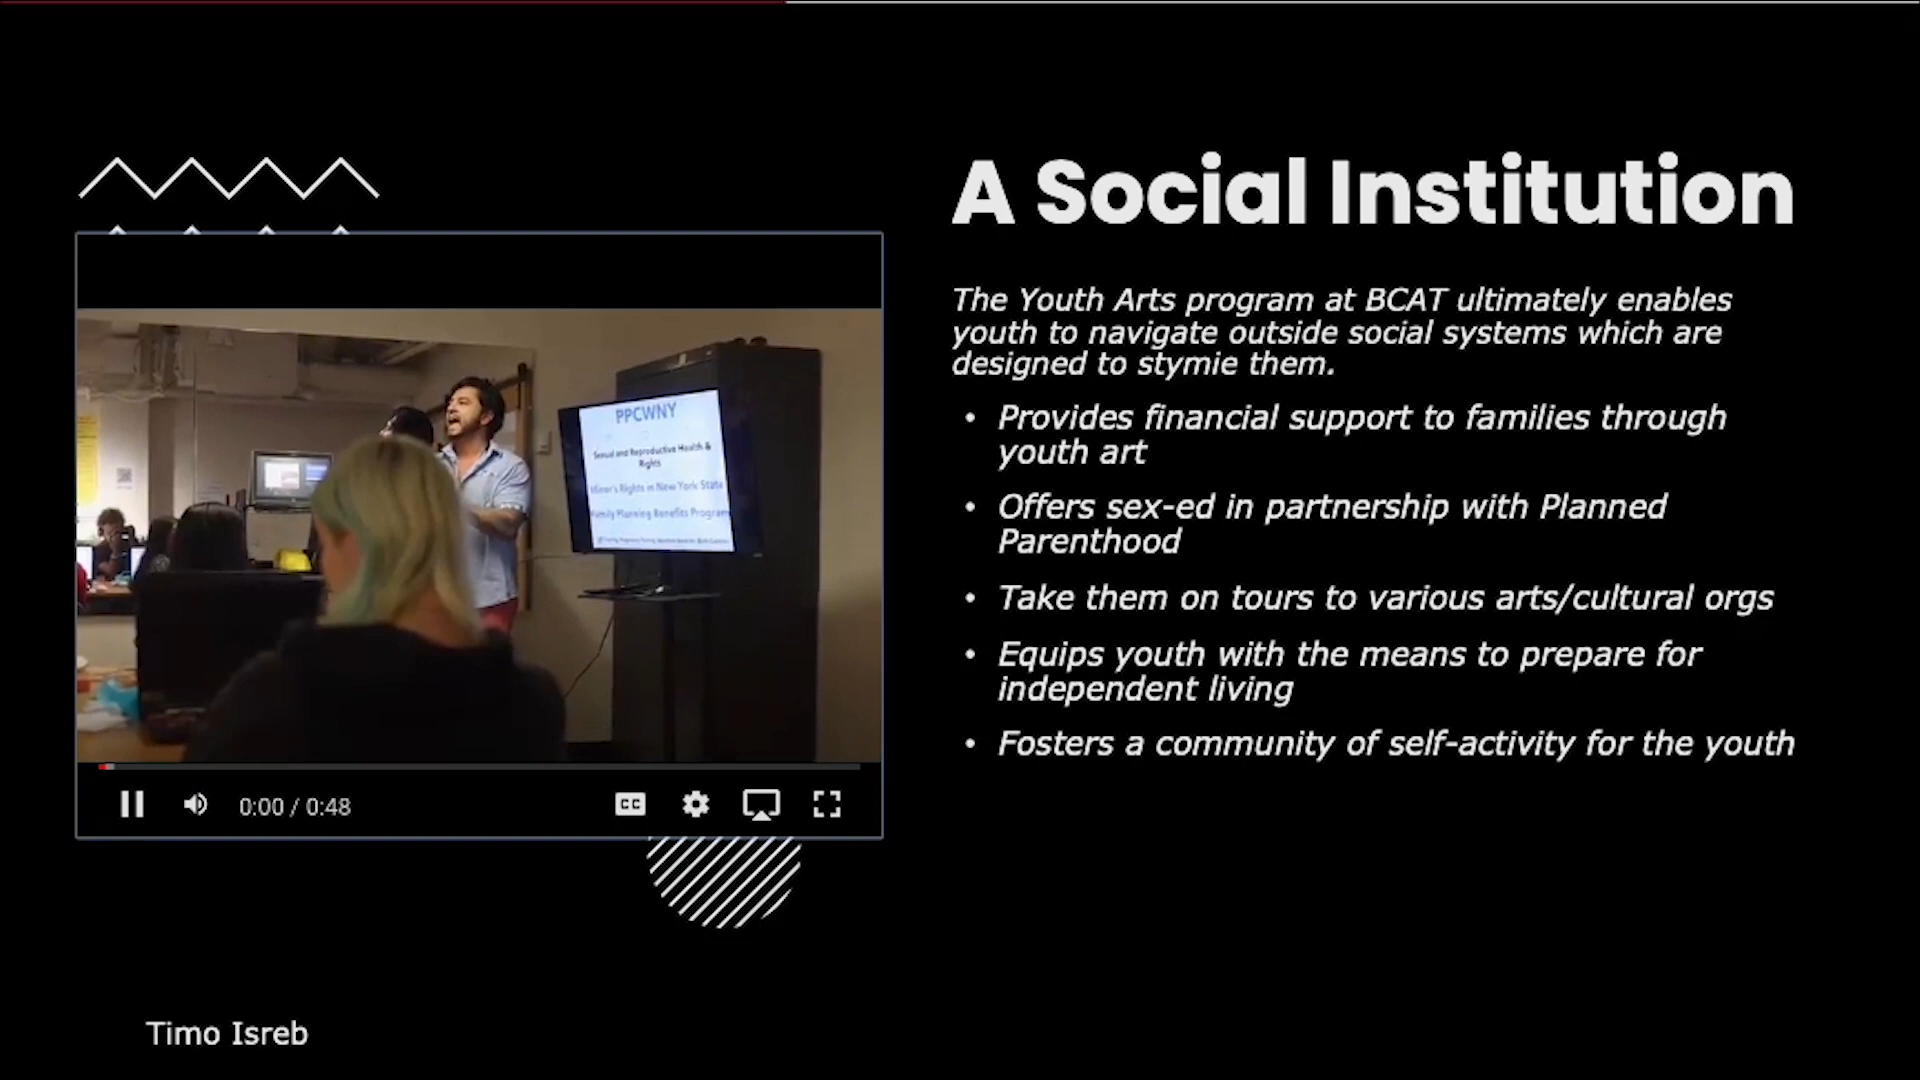 A Social Institution
The Youth Arts program at BCAT ultimately enables
youth to navigate outside social systems which are
designed to stymie them.
• Provides financial support to families through
youth art
• Offers sex-ed in partnership with Planned
Parenthood
• Take them on tours to various arts/cultural orgs
• Equips youth with the means to prepare for
independent living
• Fosters a community of self-activity for the youth
PPCWNY
Sexual and Reproductive Health &
Rights
Minor's Rights in New York State
Family Planning Benefits Program
0:00 / 0:48
CC
Timo Isreb